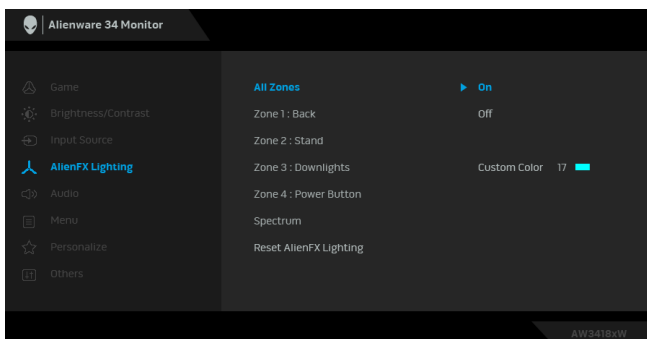 Alienware 34 Monitor
Game
Brightness/Contrast
Input Source
AlienFX Lighting
Audio
Menu
Personalize
Others
All Zones
Zone 1 : Back
Zone 2 : Stand
Zone 3 : Downlights
Zone 4 : Power Button
Spectrum
Reset AlienFX Lighting
On
Off
Custom Color 17
AW3418xW